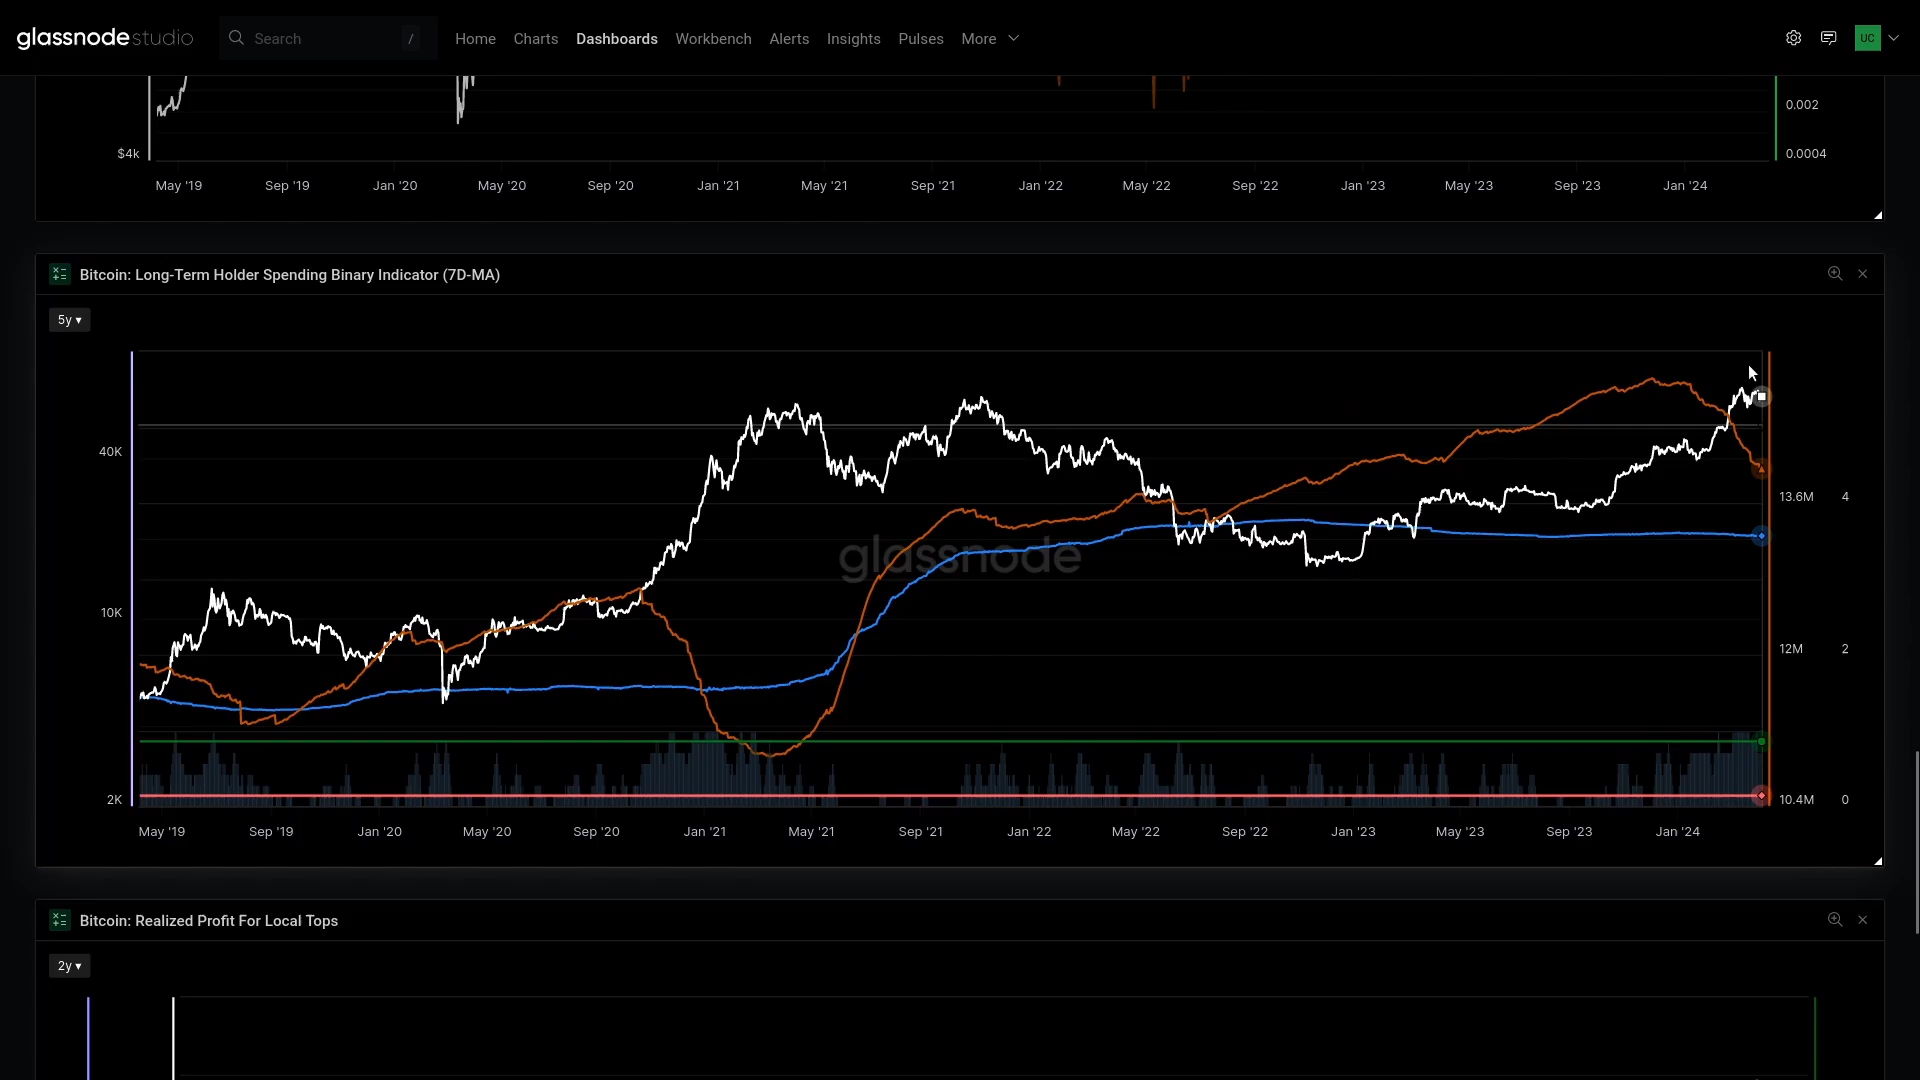 glassnodestudio
Search /
Home Charts Dashboards Workbench Alerts Insights Pulses More
UC
0.002
$4k
0.0004
May '19 Sep '19 Jan '20 May '20 Sep '20 Jan '21 May '21 Sep '21 Jan '22 May '22 Sep '22 Jan '23 May '23 Sep '23 Jan '24
Bitcoin: Long-Term Holder Spending Binary Indicator (7D-MA)
5y ▾
40K
13.6M 4
glassnode
10K
12M 2
2K
10.4M 0
May '19 Sep '19 Jan '20 May '20 Sep '20 Jan '21 May '21 Sep '21 Jan '22 May '22 Sep '22 Jan '23 May '23 Sep '23 Jan '24
Bitcoin: Realized Profit For Local Tops
2y ▾